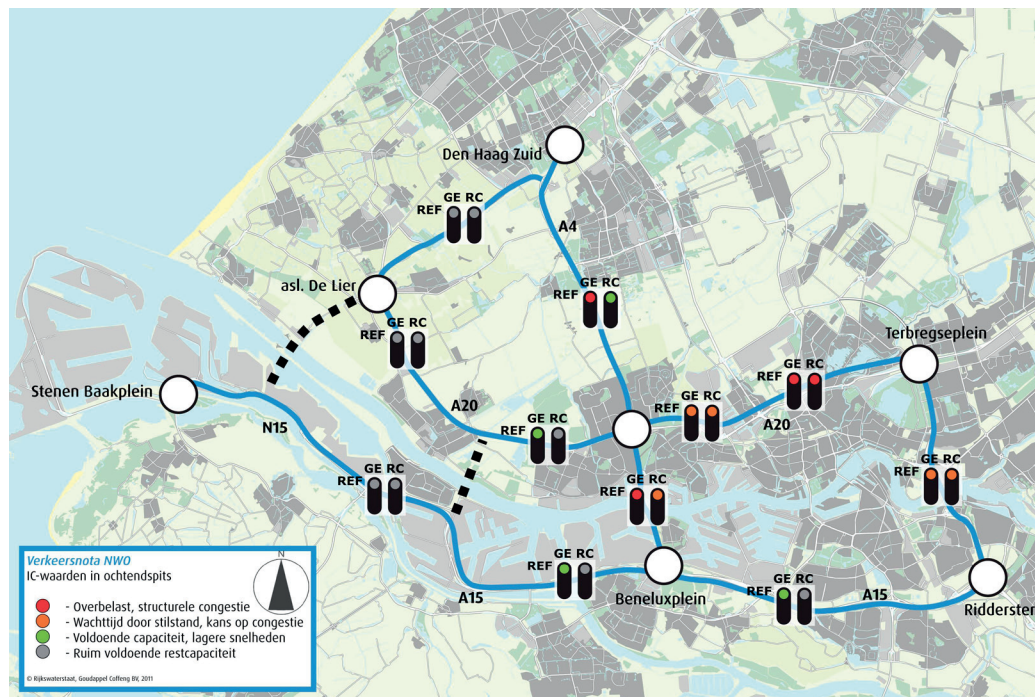 Den Haag Zuid
GE RC
REF
A4
asl. De Lier
GE RC
REF
GE RC
REF
Terbregseplein
Stenen Baakplein
GE RC
REF
GE RC
REF
A20
A20
N15
GE RC
REF
GE RC
REF
GE RC
REF
GE RC
REF
GE RC
REF
A15
Beneluxplein
GE RC
REF
A15
Ridderster
Verkeersnota NWO
IC-waarden in ochtendspits
N
- Overbelast, structurele congestie
- Wachttijd door stilstand, kans op congestie
- Voldoende capaciteit, lagere snelheden
- Ruim voldoende restcapaciteit
© Rijkswaterstaat, Goudappel Coffeng BV, 2011